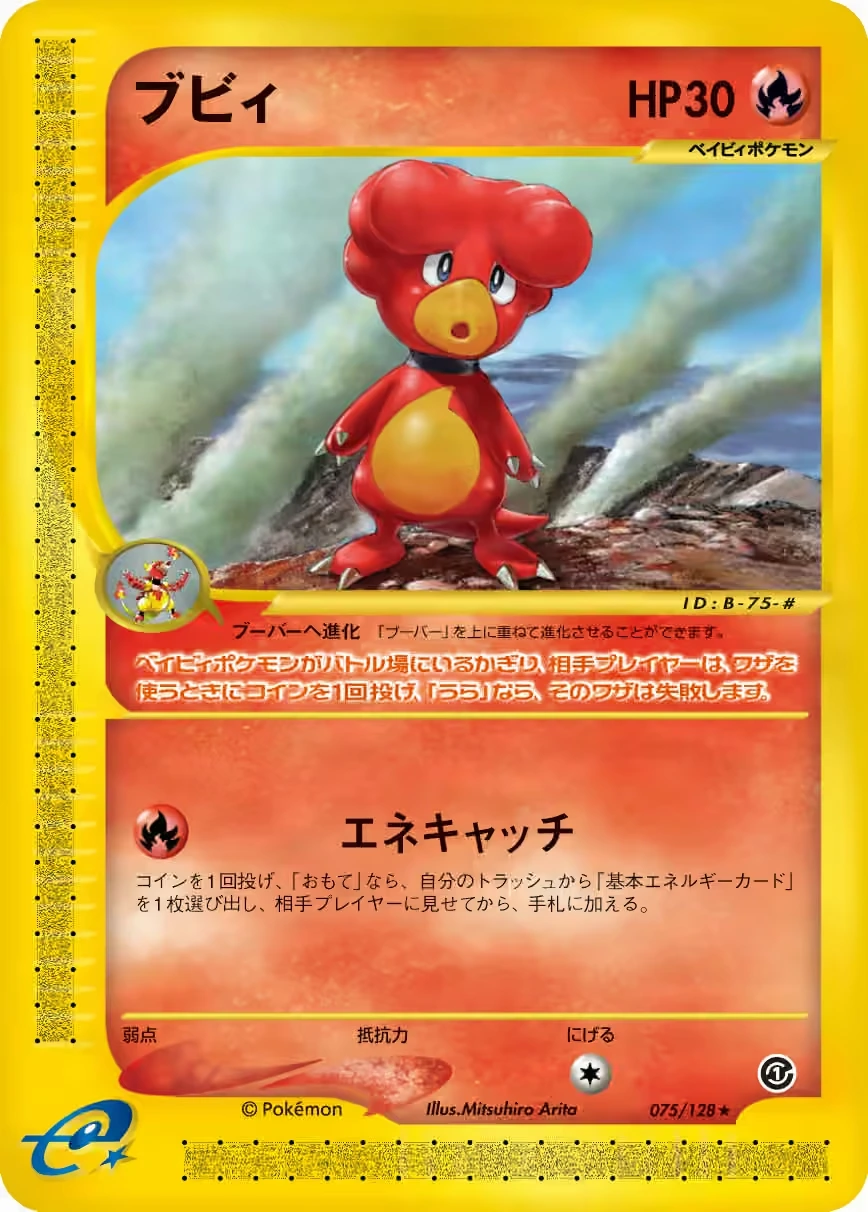 ブビィ
HP30
ベイビィポケモン
ID:B-75-#
ブーバーへ進化 「ブーバー」を上に重ねて進化させることができます。
ベイビィポケモンがバトル場にいるかぎり、相手プレイヤーは、ワザを
使うときにコインを1回投げ、「うら」なら、そのワザは失敗します。
エネキャッチ
コインを1回投げ、「おもて」なら、自分のトラッシュから「基本エネルギーカード」
を1枚選び出し、相手プレイヤーに見せてから、手札に加える。
弱点 抵抗力 にげる
1
© Pokémon Illus.Mitsuhiro Arita 075/128★
e